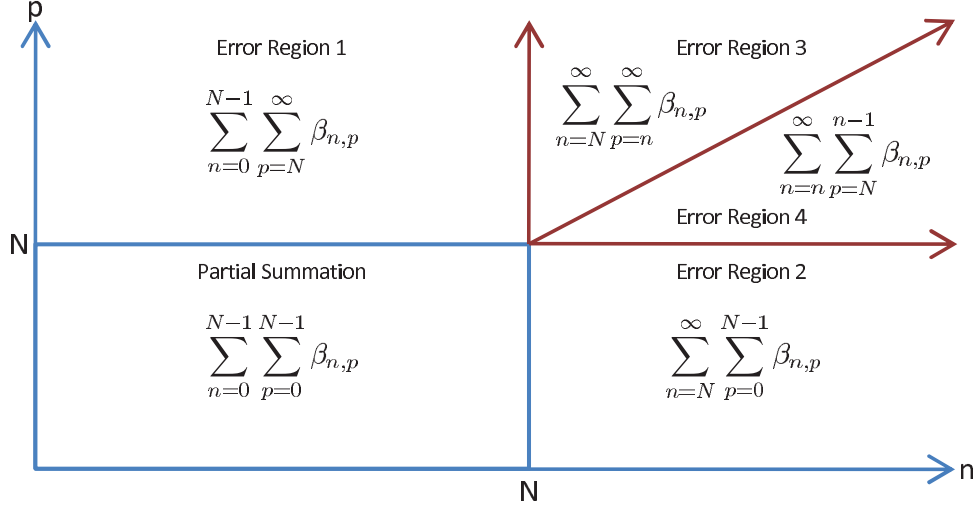 p
Error Region 1
\sum_{n=0}^{N-1} \sum_{p=N}^{\infty} \beta_{n,p}
Error Region 3
\sum_{n=N}^{\infty} \sum_{p=n}^{\infty} \beta_{n,p}
\sum_{n=n}^{\infty} \sum_{p=N}^{n-1} \beta_{n,p}
Error Region 4
N
Partial Summation
\sum_{n=0}^{N-1} \sum_{p=0}^{N-1} \beta_{n,p}
Error Region 2
\sum_{n=N}^{\infty} \sum_{p=0}^{N-1} \beta_{n,p}
n
N